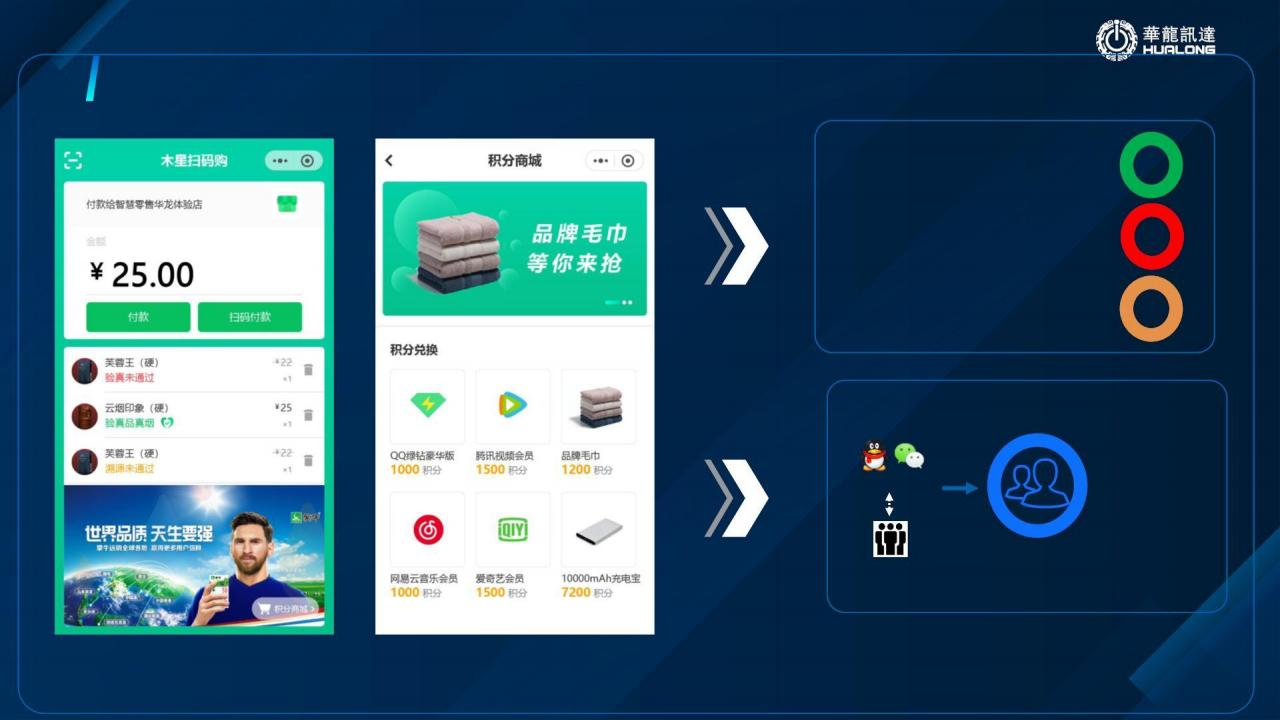 華龍訊達
HUALONG
木星扫码购
付款给智慧零售华龙体验店
金额
¥ 25.00
付款
扫码付款
芙蓉王（硬）
¥22
验真未通过
×1
云烟印象（硬）
¥25
验真品真烟
×1
芙蓉王（硬）
¥22
溯源未通过
×1
世界品质 天生要强
积分商城
积分商城
品牌毛巾
等你来抢
积分兑换
QQ绿钻豪华版
1000 积分
腾讯视频会员
1500 积分
品牌毛巾
1200 积分
iQIY
网易云音乐会员
1000 积分
爱奇艺会员
1500 积分
10000mAh充电宝
7200 积分